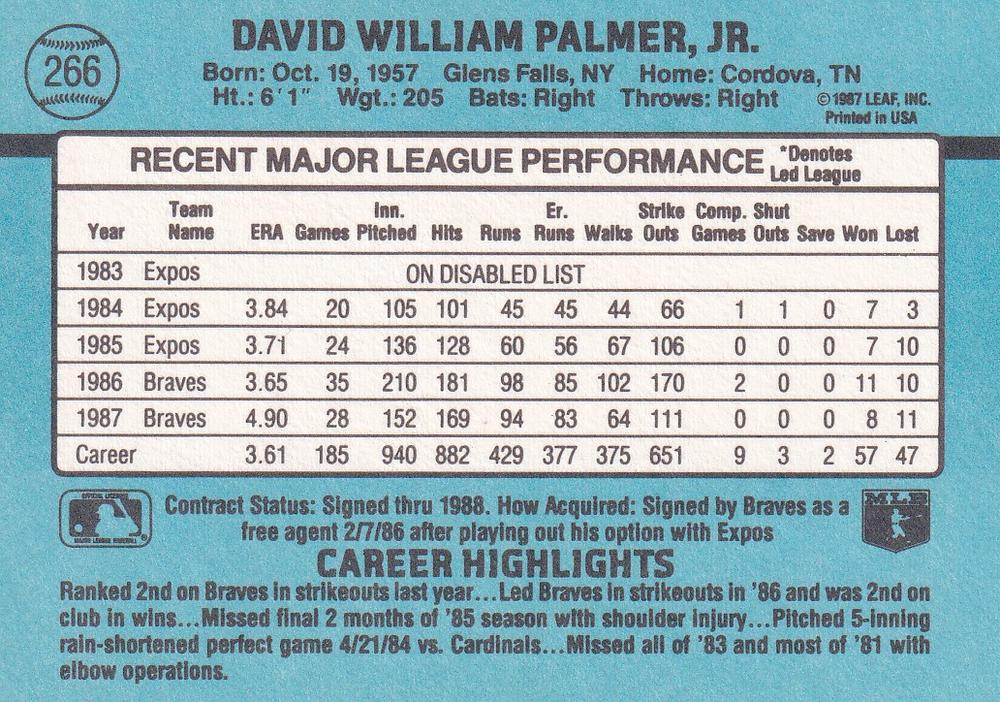 266
DAVID WILLIAM PALMER, JR.
Born: Oct. 19, 1957 Glens Falls, NY Home: Cordova, TN
Ht.: 6'1" Wgt.: 205 Bats: Right Throws: Right
©1987 LEAF, INC.
Printed in USA
RECENT MAJOR LEAGUE PERFORMANCE *Denotes
Led League
Team Inn. Er. Strike Comp. Shut
Year Name ERA Games Pitched Hits Runs Runs Walks Outs Games Outs Save Won Lost
1983 Expos ON DISABLED LIST
1984 Expos 3.84 20 105 101 45 45 44 66 1 1 0 7 3
1985 Expos 3.71 24 136 128 60 56 67 106 0 0 0 7 10
1986 Braves 3.65 35 210 181 98 85 102 170 2 0 0 11 10
1987 Braves 4.90 28 152 169 94 83 64 111 0 0 0 8 11
Career 3.61 185 940 882 429 377 375 651 9 3 2 57 47
Contract Status: Signed thru 1988. How Acquired: Signed by Braves as a
free agent 2/7/86 after playing out his option with Expos
MLB
CAREER HIGHLIGHTS
Ranked 2nd on Braves in strikeouts last year...Led Braves in strikeouts in '86 and was 2nd on
club in wins...Missed final 2 months of '85 season with shoulder injury...Pitched 5-inning
rain-shortened perfect game 4/21/84 vs. Cardinals...Missed all of '83 and most of '81 with
elbow operations.